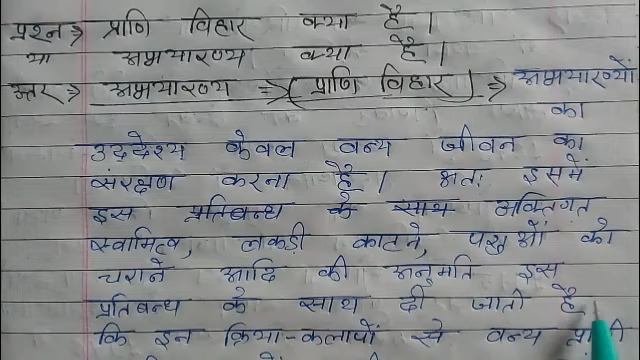 प्रश्न⇒ प्राणि विहार क्या है।
या अभयारण्य क्या है।
उत्तर⇒ अभयारण्य ⇒ (प्राणि विहार) ⇒ अभयारण्यों
का
उद्देश्य केवल वन्य जीवन का
संरक्षण करना है। अतः इसमें
इस प्रतिबन्ध के साथ व्यक्तिगत
स्वामित्व, लकड़ी काटने, पशुओं को
चराने आदि की अनुमति इस
प्रतिबन्ध के साथ दी जाती है
कि इन क्रिया-कलापों से वन्य